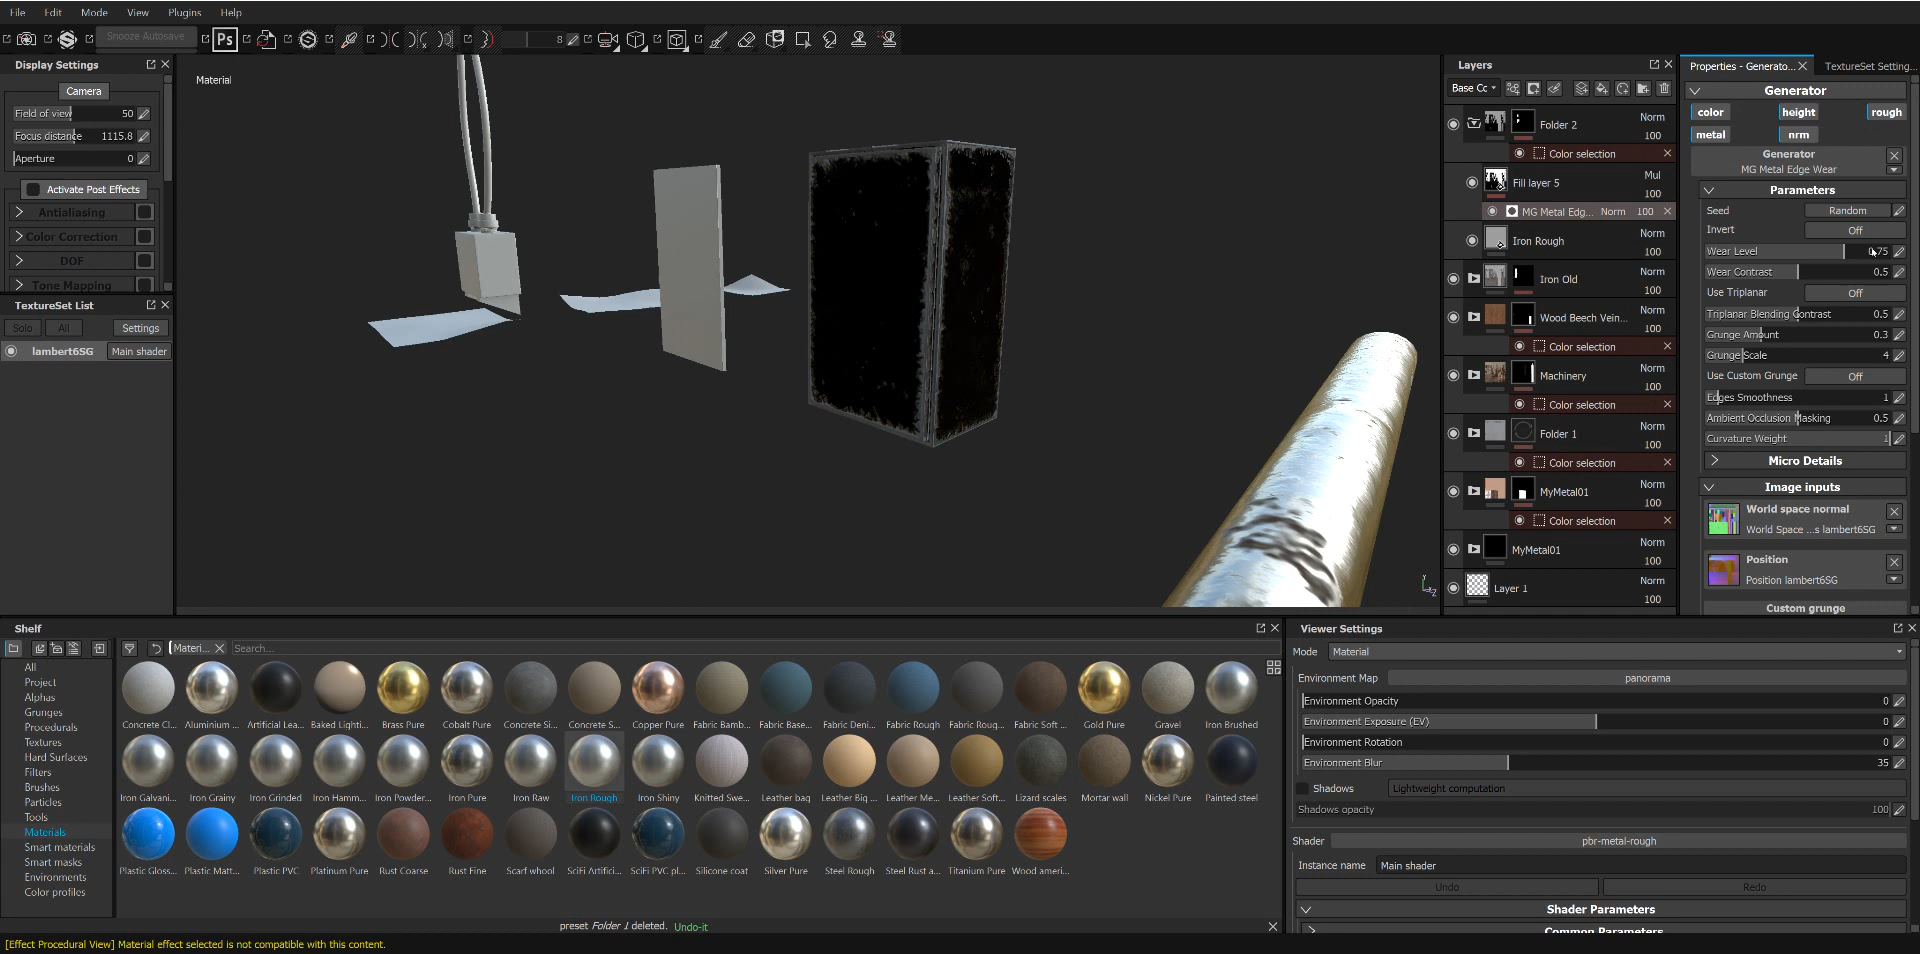 File Edit Mode View Plugins Help
Snooze Autosave
Ps
8
Display Settings
Camera
Field of view 50
Focus distance 1115.8
Aperture 0
Activate Post Effects
Antialiasing
Color Correction
DOF
Tone Mapping
TextureSet List
Solo All Settings
lambert6SG Main shader
Material
Layers
Base Cc
Folder 2 Norm
100
Color selection
Fill layer 5 Mul
100
MG Metal Edg... Norm 100
Iron Rough Norm
100
Iron Old Norm
100
Wood Beech Vein... Norm
100
Color selection
Machinery Norm
100
Color selection
Folder 1 Norm
100
Color selection
MyMetal01 Norm
100
Color selection
MyMetal01 Norm
100
Layer 1 Norm
100
Properties - Generato... TextureSet Setting...
Generator
color height rough
metal nrm
Generator
MG Metal Edge Wear
Parameters
Seed Random
Invert Off
Wear Level 0.75
Wear Contrast 0.5
Use Triplanar Off
Triplanar Blending Contrast 0.5
Grunge Amount 0.3
Grunge Scale 4
Use Custom Grunge Off
Edges Smoothness 1
Ambient Occlusion Masking 0.5
Curvature Weight 1
Micro Details
Image inputs
World space normal
World Space ...s lambert6SG
Position
Position lambert6SG
Custom grunge
Shelf
Materi... Search...
All
Project
Alphas
Grunges
Procedurals
Textures
Hard Surfaces
Filters
Brushes
Particles
Tools
Materials
Smart materials
Smart masks
Environments
Color profiles
Concrete Cl... Aluminium ... Artificial Lea... Baked Lighti... Brass Pure Cobalt Pure Concrete Si... Concrete S... Copper Pure Fabric Bamb... Fabric Base... Fabric Deni... Fabric Rough Fabric Roug... Fabric Soft ... Gold Pure Gravel Iron Brushed
Iron Galvani... Iron Grainy Iron Grinded Iron Hamm... Iron Powder... Iron Pure Iron Raw Iron Rough Iron Shiny Knitted Swe... Leather bag Leather Big ... Leather Me... Leather Soft... Lizard scales Mortar wall Nickel Pure Painted steel
Plastic Gloss... Plastic Matt... Plastic PVC Platinum Pure Rust Coarse Rust Fine Scarf whool SciFi Artifici... SciFi PVC pl... Silicone coat Silver Pure Steel Rough Steel Rust a... Titanium Pure Wood ameri...
preset Folder 1 deleted. Undo-it
[Effect Procedural View] Material effect selected is not compatible with this content.
Viewer Settings
Mode Material
Environment Map panorama
Environment Opacity 0
Environment Exposure (EV) 0
Environment Rotation 0
Environment Blur 35
Shadows Lightweight computation
Shadows opacity 100
Shader pbr-metal-rough
Instance name Main shader
Undo Redo
Shader Parameters
Common Parameters